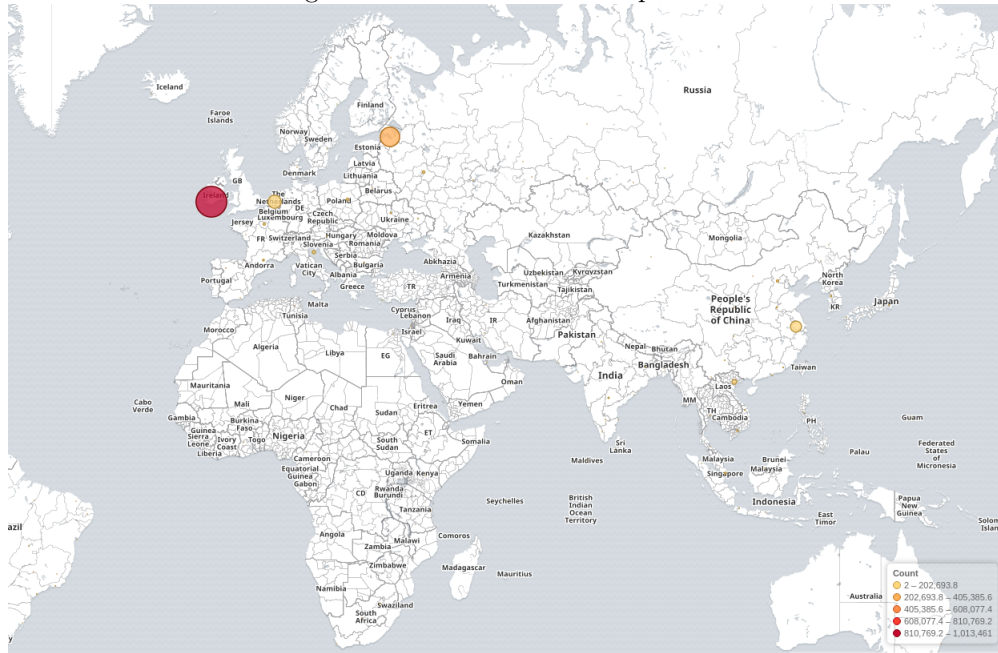 Iceland
Faroe
Islands
Finland
Norway
Sweden
Russia
Estonia
Latvia
Lithuania
Denmark
Belarus
GB
Ireland
The
Netherlands
Poland
DE
Belgium
Luxembourg
Czech
Republic
Ukraine
Jersey
FR
Switzerland
Hungary
Moldova
Slovenia
Romania
Serbia
Kazakhstan
Mongolia
Andorra
Vatican
City
Bulgaria
Abkhazia
Albania
Armenia
Uzbekistan
Kyrgyzstan
Portugal
Greece
TR
Turkmenistan
Tajikistan
North
Korea
KR
Japan
People's
Republic
of China
Malta
Tunisia
Cyprus
Lebanon
Iraq
IR
Afghanistan
Israel
Pakistan
Morocco
Algeria
Libya
EG
Kuwait
Saudi
Arabia
Bahrain
Nepal
Bhutan
Bangladesh
India
Taiwan
Oman
Mauritania
Mali
Niger
Chad
Sudan
Eritrea
Yemen
MM
Laos
TH
Cambodia
PH
Guam
Cabo
Verde
Gambia
Guinea
Sierra
Leone
Liberia
Burkina
Faso
Ivory
Coast
Togo
Nigeria
South
Sudan
ET
Somalia
Sri
Lanka
Maldives
Malaysia
Singapore
Brunei
Malaysia
Palau
Federated
States
of
Micronesia
Cameroon
Equatorial
Guinea
Gabon
CD
Uganda
Kenya
Rwanda
Burundi
Tanzania
Seychelles
British
Indian
Ocean
Territory
Indonesia
East
Timor
Papua
New
Guinea
Solom
Islan
azil
Angola
Zambia
Malawi
Comoros
Zimbabwe
Madagascar
Mauritius
Namibia
Swaziland
South
Africa
Australia
Count
2 – 202,693.8
202,693.8 – 405,385.6
405,385.6 – 608,077.4
608,077.4 – 810,769.2
810,769.2 – 1,013,461